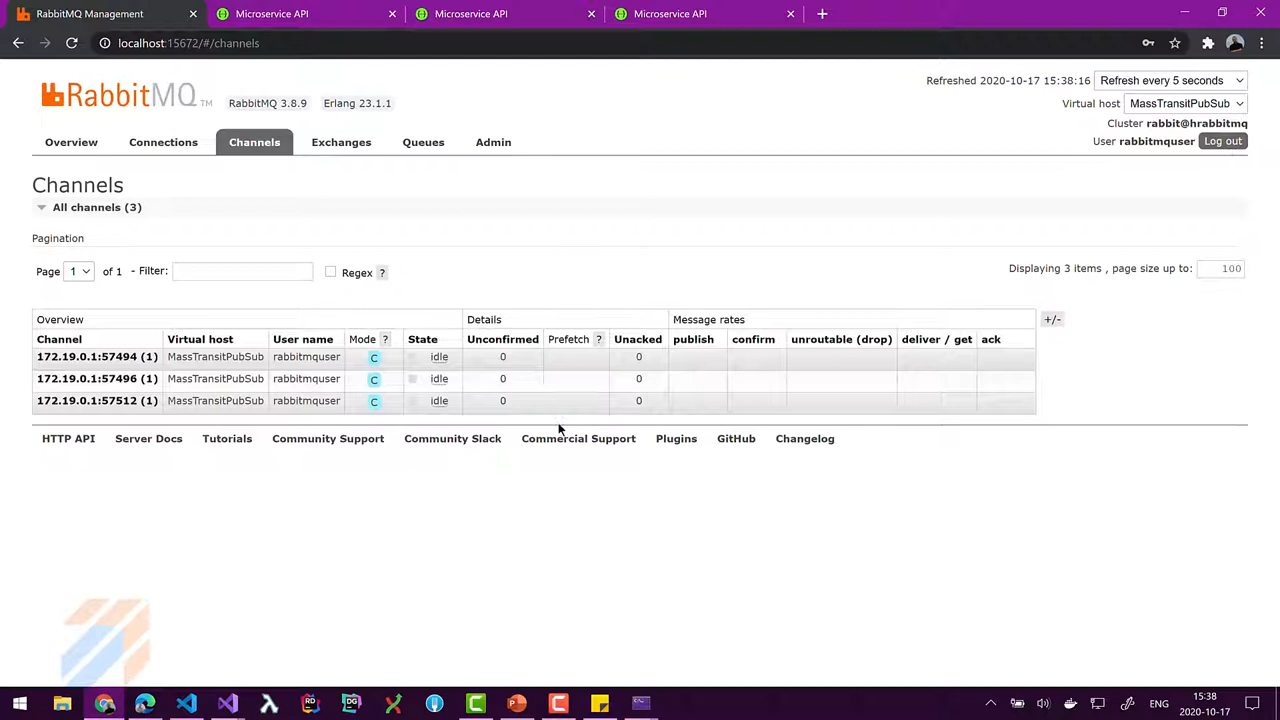 RabbitMQ Management
Microservice API
Microservice API
Microservice API
localhost:15672/#/channels
RabbitMQ TM
RabbitMQ 3.8.9
Erlang 23.1.1
Refreshed 2020-10-17 15:38:16
Refresh every 5 seconds
Virtual host MassTransitPubSub
Cluster rabbit@hrabbitmq
User rabbitmquser Log out
Overview Connections Channels Exchanges Queues Admin
Channels
All channels (3)
Pagination
Page 1 of 1 - Filter: Regex ?
Displaying 3 items , page size up to: 100
Overview Details Message rates +/-
Channel Virtual host User name Mode ? State Unconfirmed Prefetch ? Unacked publish confirm unroutable (drop) deliver / get ack
172.19.0.1:57494 (1) MassTransitPubSub rabbitmquser C idle 0 0
172.19.0.1:57496 (1) MassTransitPubSub rabbitmquser C idle 0 0
172.19.0.1:57512 (1) MassTransitPubSub rabbitmquser C idle 0 0
HTTP API Server Docs Tutorials Community Support Community Slack Commercial Support Plugins GitHub Changelog
RD DG C P C
ENG
15:38
2020-10-17